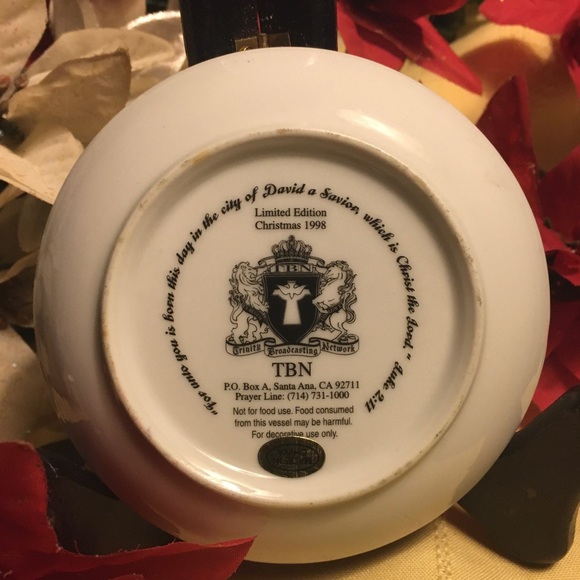 "For unto you is born this day in the city of David a Savior, which is Christ the Lord." Luke 2:11
Limited Edition
Christmas 1998
TBN
Trinity Broadcasting Network
TBN
P.O. Box A, Santa Ana, CA 92711
Prayer Line: (714) 731-1000
Not for food use. Food consumed
from this vessel may be harmful.
For decorative use only.